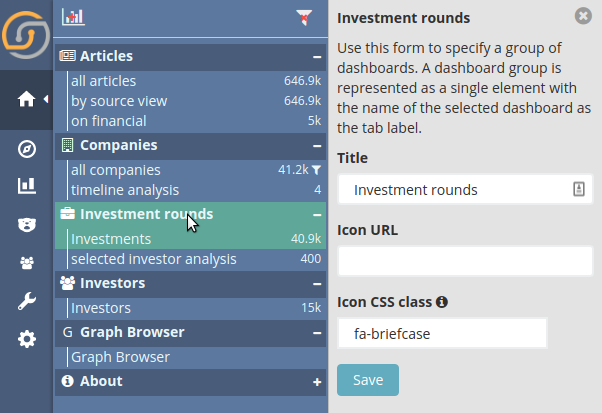 Articles
all articles 646.9k
by source view 646.9k
on financial 5k
Companies
all companies 41.2k
timeline analysis 4
Investment rounds
Investments 40.9k
selected investor analysis 400
Investors
Investors 15k
G Graph Browser
Graph Browser
About
Investment rounds
Use this form to specify a group of
dashboards. A dashboard group is
represented as a single element with
the name of the selected dashboard as
the tab label.
Title
Investment rounds
Icon URL
Icon CSS class
fa-briefcase
Save